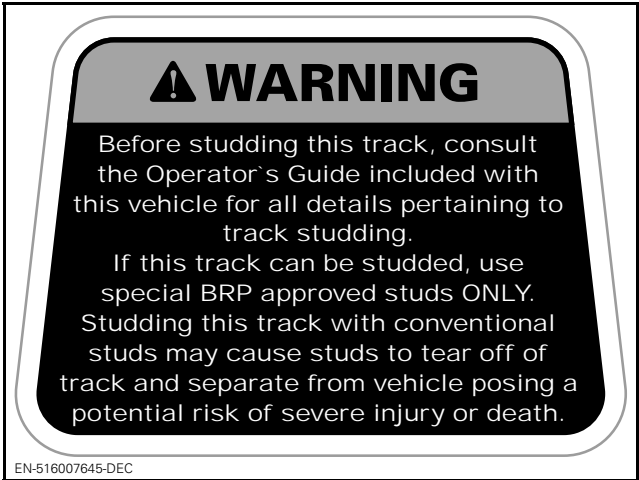 WARNING
Before studding this track, consult
the Operator`s Guide included with
this vehicle for all details pertaining to
track studding.
If this track can be studded, use
special BRP approved studs ONLY.
Studding this track with conventional
studs may cause studs to tear off of
track and separate from vehicle posing a
potential risk of severe injury or death.
EN-516007645-DEC